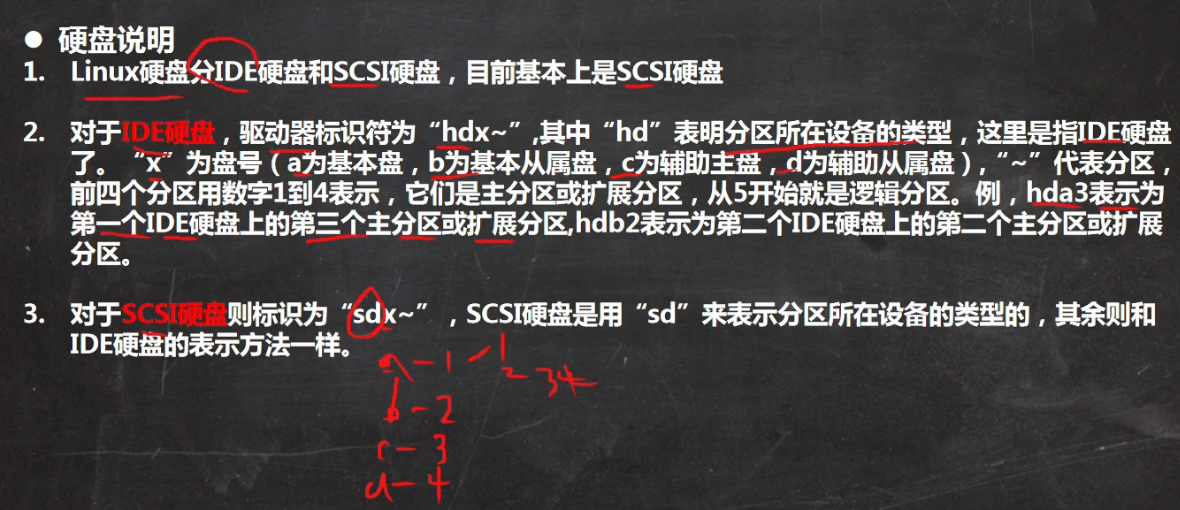 ● 硬盘说明
1. Linux硬盘分IDE硬盘和SCSI硬盘，目前基本上是SCSI硬盘
2. 对于IDE硬盘，驱动器标识符为“hdx~”,其中“hd”表明分区所在设备的类型，这里是指IDE硬盘
了。“x”为盘号（a为基本盘，b为基本从属盘，c为辅助主盘，d为辅助从属盘），“~”代表分区，
前四个分区用数字1到4表示，它们是主分区或扩展分区，从5开始就是逻辑分区。例，hda3表示为
第一个IDE硬盘上的第三个主分区或扩展分区,hdb2表示为第二个IDE硬盘上的第二个主分区或扩展
分区。
3. 对于SCSI硬盘则标识为“sdx~”，SCSI硬盘是用“sd”来表示分区所在设备的类型的，其余则和
IDE硬盘的表示方法一样。
a-1-1
2-34
b-2
c-3
d-4